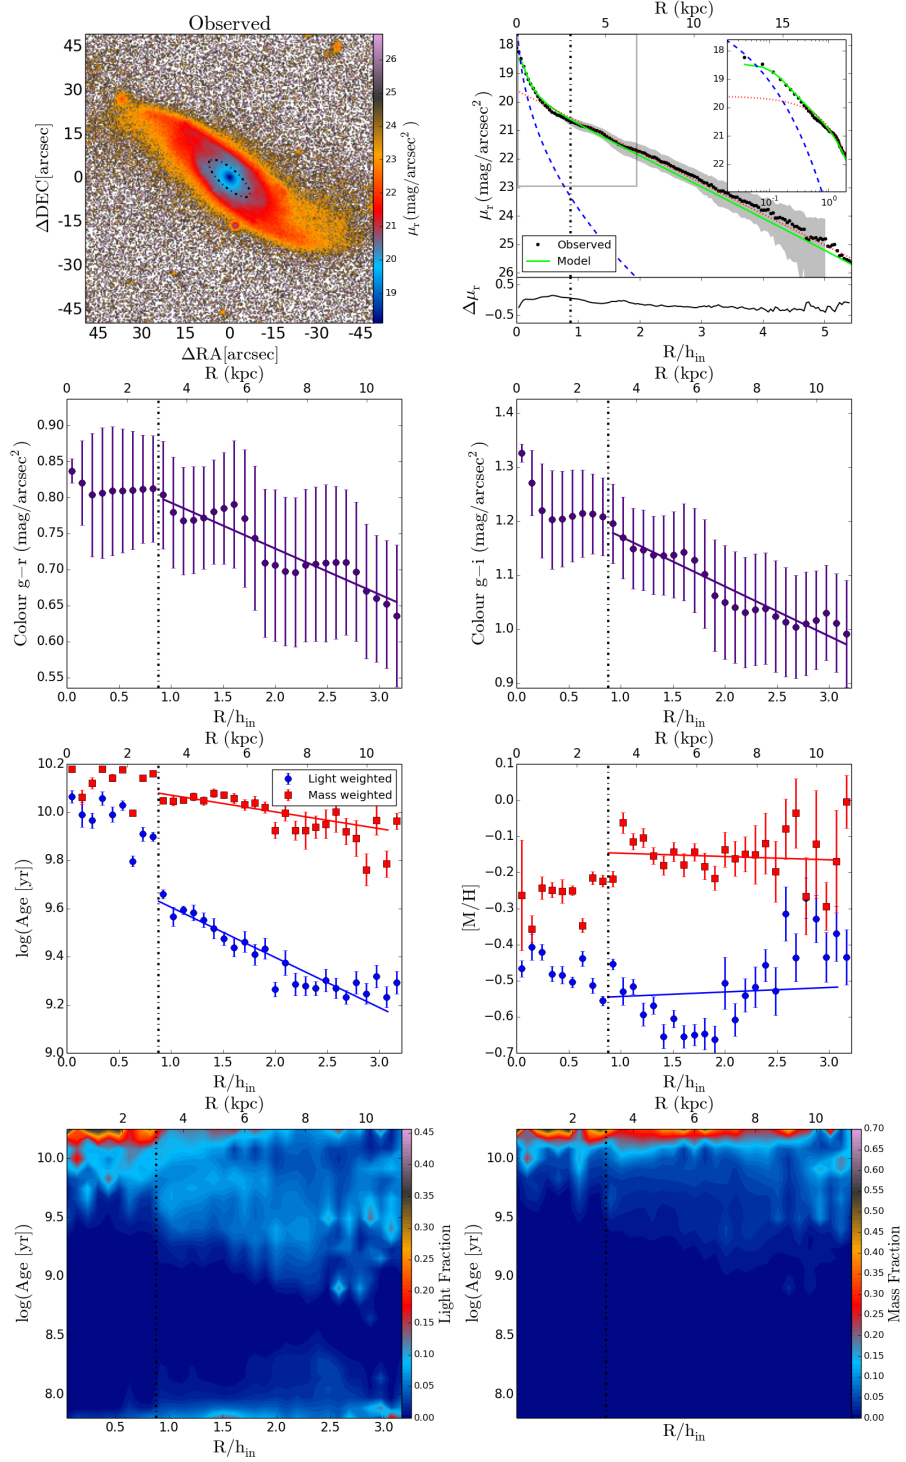 Observed
45
30
15
0
-15
-30
-45
45 30 15 0 -15 -30 -45
ΔDEC[arcsec]
ΔRA[arcsec]
26
25
24
23
22
21
20
19
μr(mag/arcsec²)
R (kpc)
0 5 10 15
17
18
19
20
21
22
23
24
25
26
μr(mag/arcsec²)
18
19
20
21
22
10⁻¹ 10⁰
Observed
Model
0.5
−0.5
Δμr
0 1 2 3 4 5
R/hin
R (kpc)
0 2 4 6 8 10
0.90
0.85
0.80
0.75
0.70
0.65
0.60
0.55
Colour g−r (mag/arcsec²)
0.0 0.5 1.0 1.5 2.0 2.5 3.0
R/hin
R (kpc)
0 2 4 6 8 10
1.4
1.3
1.2
1.1
1.0
0.9
Colour g−i (mag/arcsec²)
0.0 0.5 1.0 1.5 2.0 2.5 3.0
R/hin
R (kpc)
0 2 4 6 8 10
10.2
10.0
9.8
9.6
9.4
9.2
9.0
log(Age [yr])
Light weighted
Mass weighted
0.0 0.5 1.0 1.5 2.0 2.5 3.0
R/hin
R (kpc)
0 2 4 6 8 10
0.1
0.0
−0.1
−0.2
−0.3
−0.4
−0.5
−0.6
−0.7
[M/H]
0.0 0.5 1.0 1.5 2.0 2.5 3.0
R/hin
R (kpc)
2 4 6 8 10
10.0
9.5
9.0
8.5
8.0
log(Age [yr])
0.5 1.0 1.5 2.0 2.5 3.0
R/hin
0.45
0.40
0.35
0.30
0.25
0.20
0.15
0.10
0.05
0.00
Light Fraction
R (kpc)
2 4 6 8 10
10.0
9.5
9.0
8.5
8.0
log(Age [yr])
R/hin
0.70
0.65
0.60
0.55
0.50
0.45
0.40
0.35
0.30
0.25
0.20
0.15
0.10
0.05
0.00
Mass Fraction